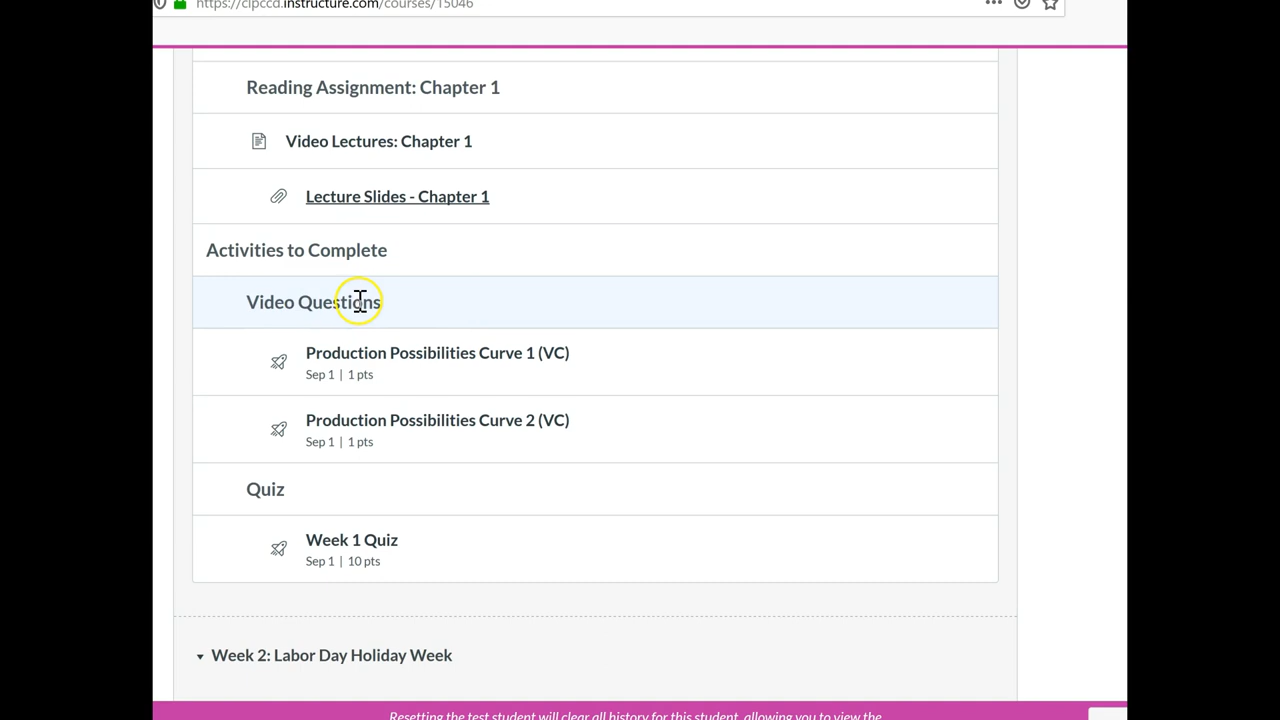 https://clpccd.instructure.com/courses/15046
Reading Assignment: Chapter 1
Video Lectures: Chapter 1
Lecture Slides - Chapter 1
Activities to Complete
Video Questions
Production Possibilities Curve 1 (VC)
Sep 1 | 1 pts
Production Possibilities Curve 2 (VC)
Sep 1 | 1 pts
Quiz
Week 1 Quiz
Sep 1 | 10 pts
Week 2: Labor Day Holiday Week
Resetting the test student will clear all history for this student, allowing you to view the